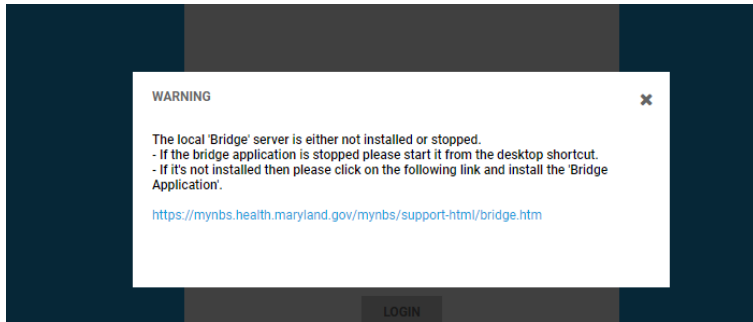 WARNING
The local 'Bridge' server is either not installed or stopped.
- If the bridge application is stopped please start it from the desktop shortcut.
- If it's not installed then please click on the following link and install the 'Bridge
Application'.
https://mynbs.health.maryland.gov/mynbs/support-html/bridge.htm
LOGIN